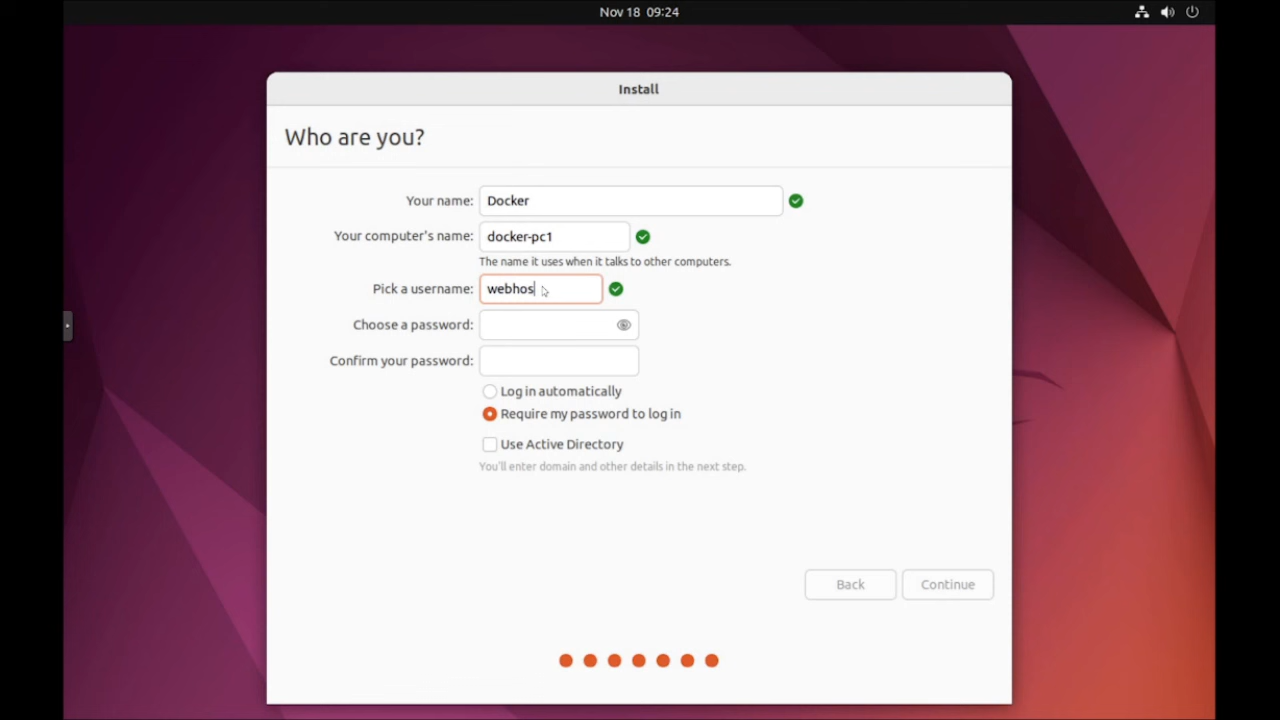 Nov 18 09:24
Install
Who are you?
Your name: Docker
Your computer's name: docker-pc1
The name it uses when it talks to other computers.
Pick a username: webhos
Choose a password:
Confirm your password:
Log in automatically
Require my password to log in
Use Active Directory
You'll enter domain and other details in the next step.
Back Continue